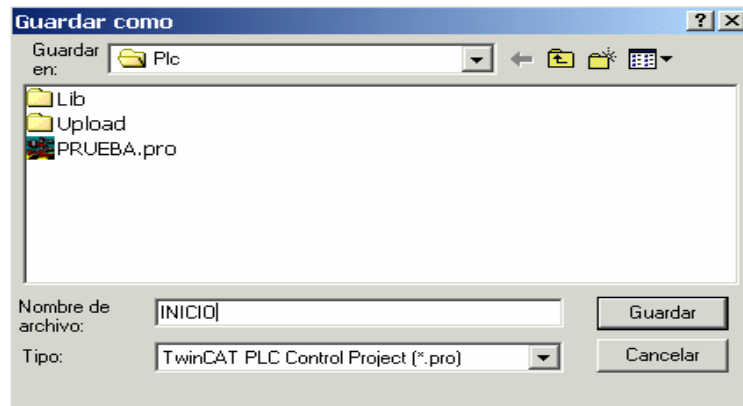 Guardar como
Guardar
en:
Plc
Lib
Upload
PRUEBA.pro
Nombre de
archivo:
INICIO
Guardar
Tipo:
TwinCAT PLC Control Project (*.pro)
Cancelar